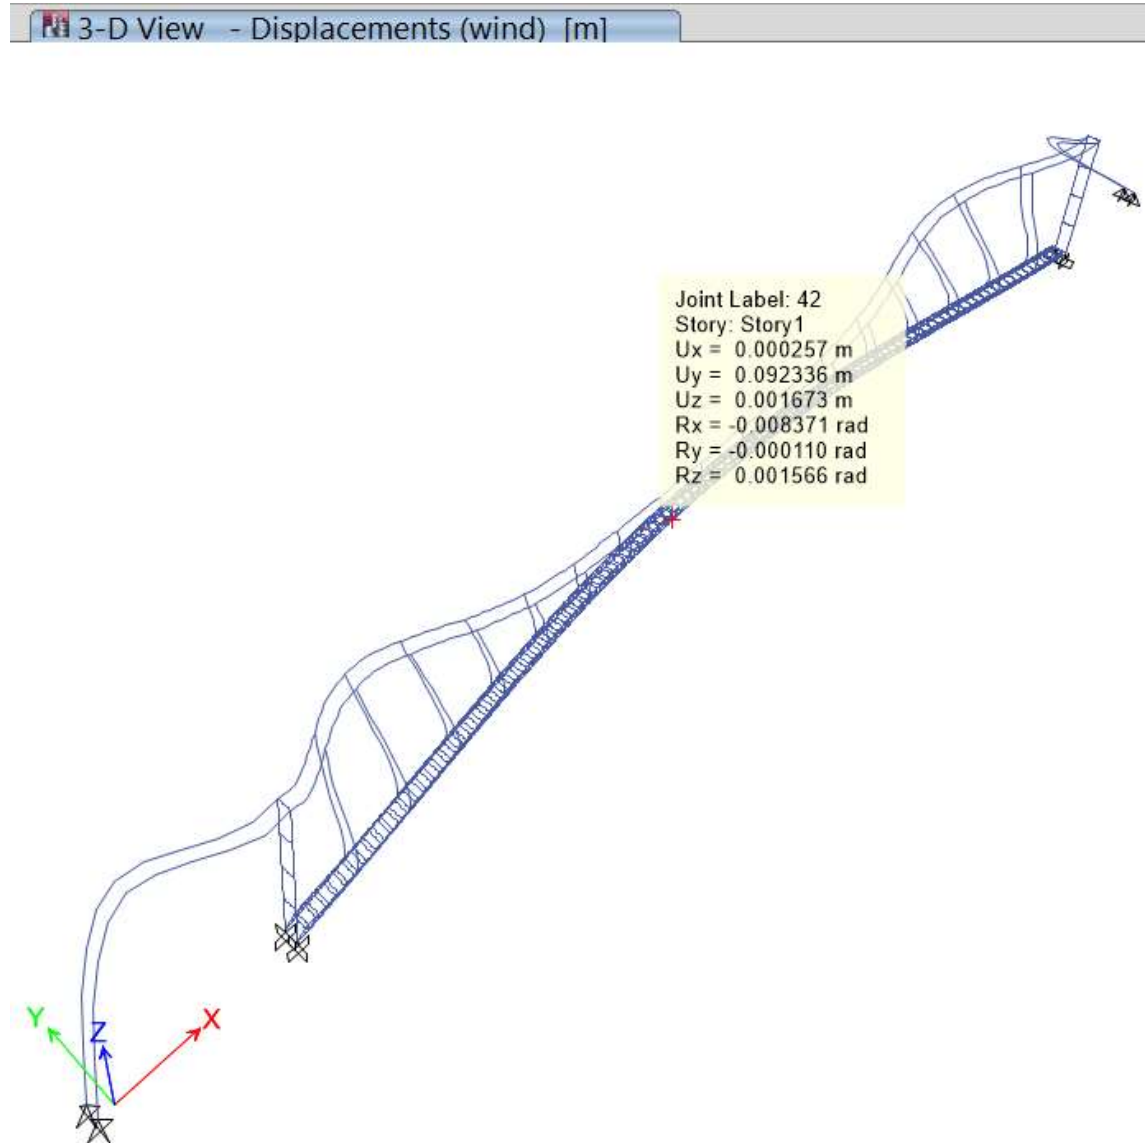 3-D View - Displacements (wind) [m]
Joint Label: 42
Story: Story1
Ux = 0.000257 m
Uy = 0.092336 m
Uz = 0.001673 m
Rx = -0.008371 rad
Ry = -0.000110 rad
Rz = 0.001566 rad
Y
Z
X